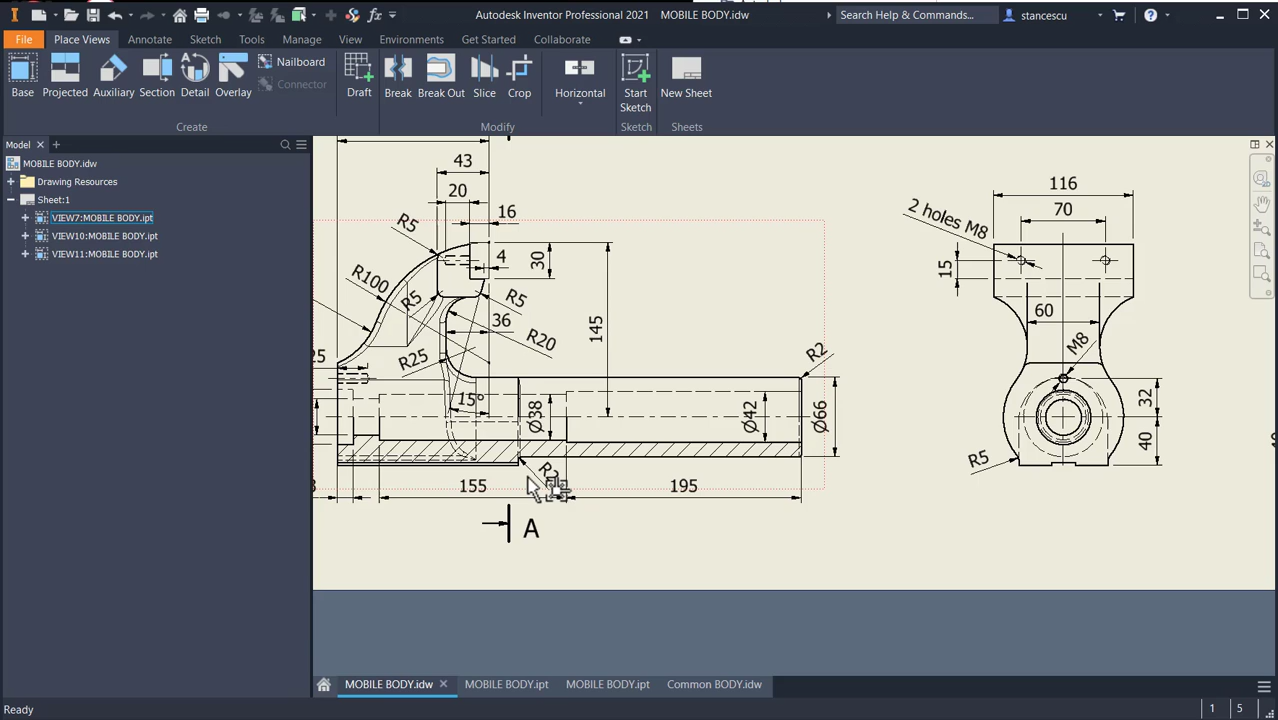 Autodesk Inventor Professional 2021 MOBILE BODY.idw
Search Help & Commands...
stancescu
File Place Views Annotate Sketch Tools Manage View Environments Get Started Collaborate
Base Projected Auxiliary Section Detail Overlay
Nailboard
Connector
Draft
Break Break Out Slice Crop
Horizontal
Start
Sketch
New Sheet
Create Modify Sketch Sheets
Model
MOBILE BODY.idw
Drawing Resources
Sheet:1
VIEW7:MOBILE BODY.ipt
VIEW10:MOBILE BODY.ipt
VIEW11:MOBILE BODY.ipt
43
20
16
R5
4
30
R100
R5
R5
36
R20
145
25
R25
15°
Ø38
Ø42
Ø66
R2
155
195
A
116
70
2 holes M8
15
60
M8
32
40
R5
MOBILE BODY.idw MOBILE BODY.ipt MOBILE BODY.ipt Common BODY.idw
Ready
1 5